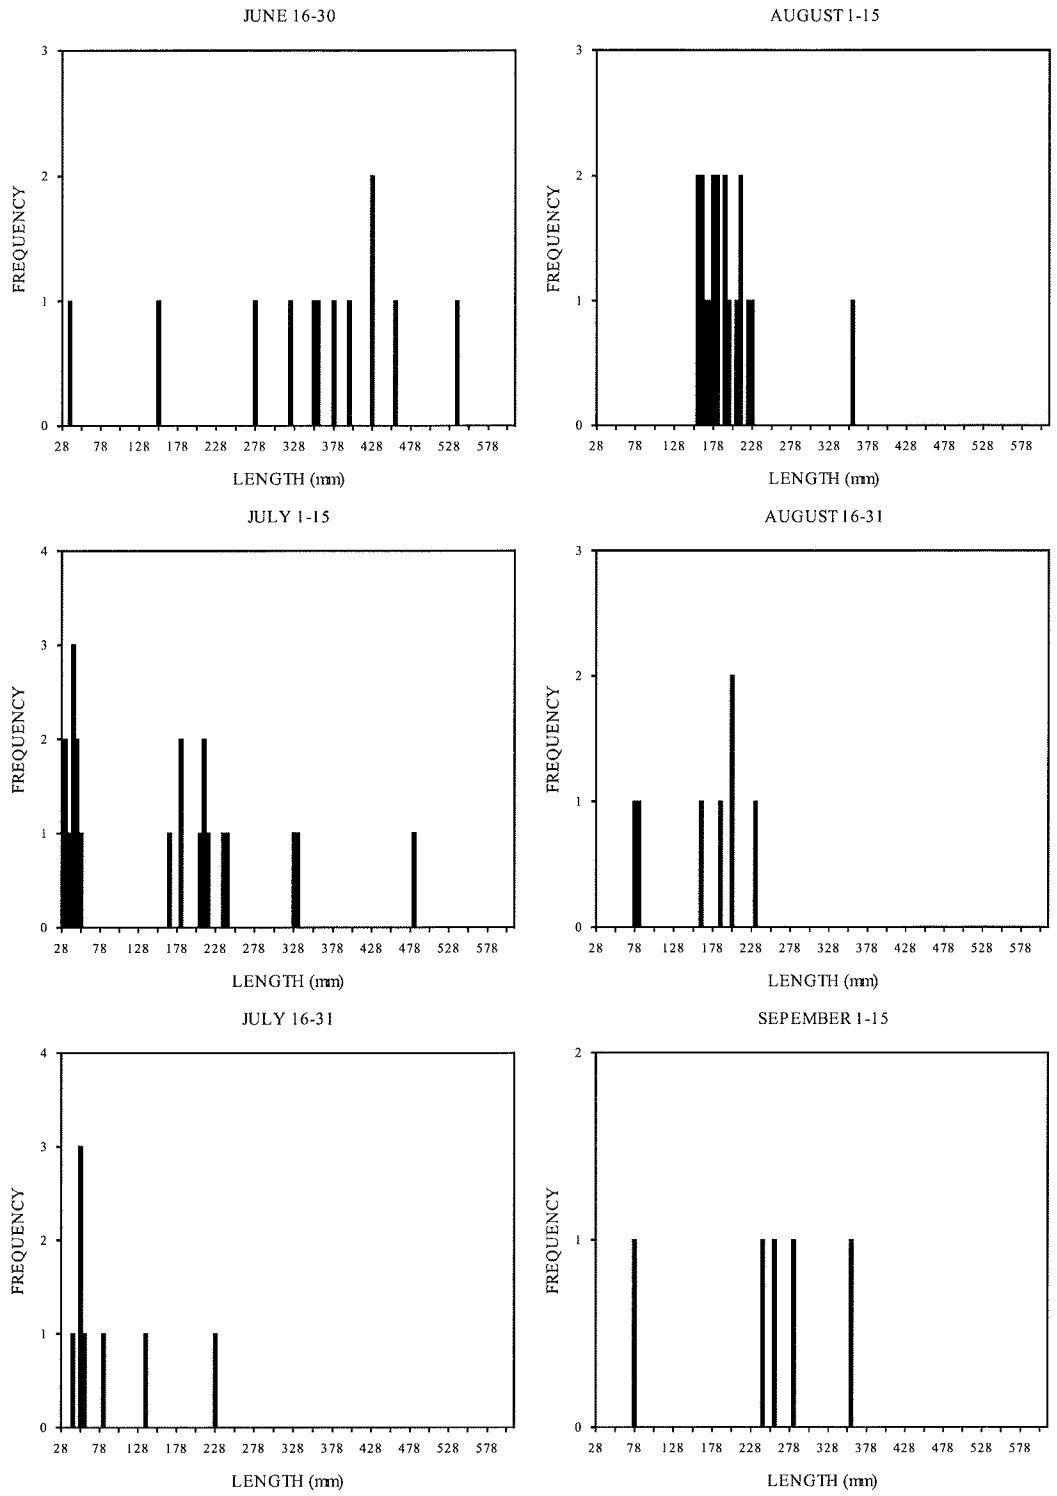 JUNE 16-30
3
2
1
0
FREQUENCY
28 78 128 178 228 278 328 378 428 478 528 578
LENGTH (mm)
AUGUST 1-15
3
2
1
0
FREQUENCY
28 78 128 178 228 278 328 378 428 478 528 578
LENGTH (mm)
JULY 1-15
4
3
2
1
0
FREQUENCY
28 78 128 178 228 278 328 378 428 478 528 578
LENGTH (mm)
AUGUST 16-31
3
2
1
0
FREQUENCY
28 78 128 178 228 278 328 378 428 478 528 578
LENGTH (mm)
JULY 16-31
4
3
2
1
0
FREQUENCY
28 78 128 178 228 278 328 378 428 478 528 578
LENGTH (mm)
SEPEMBER 1-15
2
1
0
FREQUENCY
28 78 128 178 228 278 328 378 428 478 528 578
LENGTH (mm)